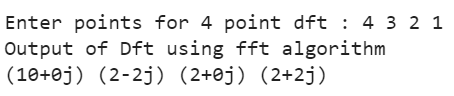 Enter points for 4 point dft : 4 3 2 1
Output of Dft using fft algorithm
(10+0j) (2-2j) (2+0j) (2+2j)